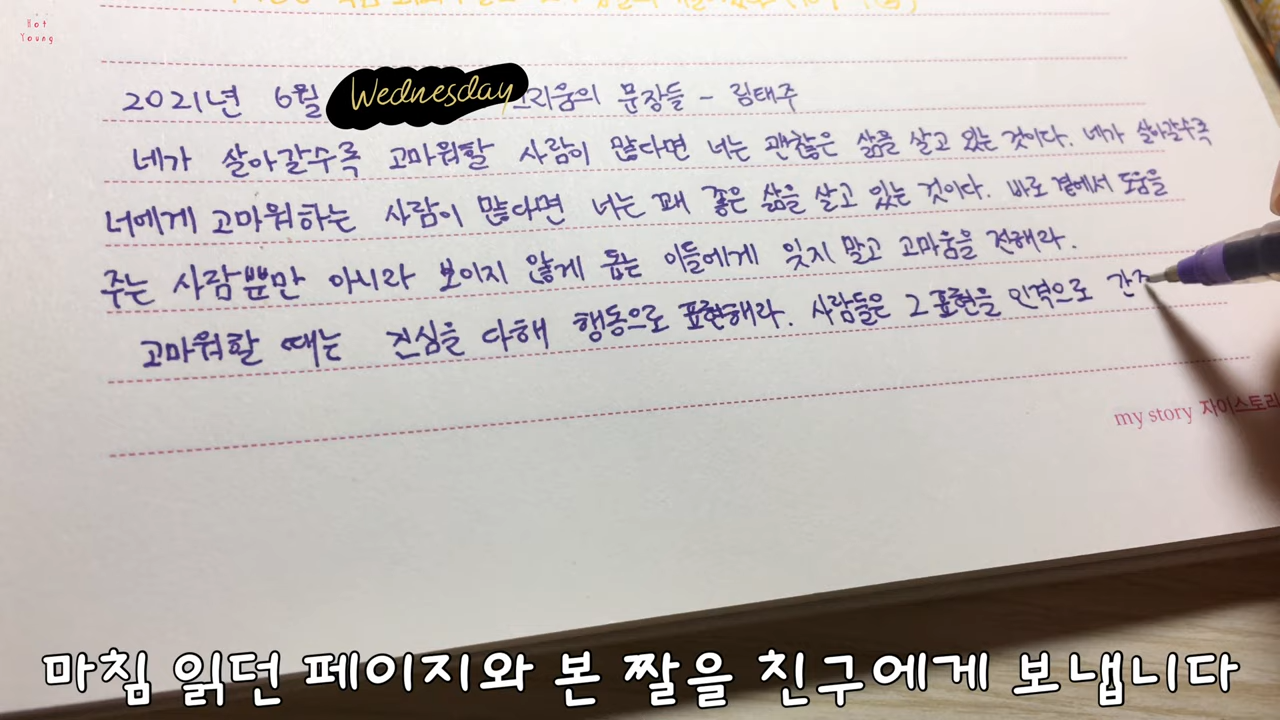 Hot
Young
2021년 6월 Wednesday 그리움의 문장들 - 림태주
네가 살아갈수록 고마워할 사람이 많다면 너는 괜찮은 삶을 살고 있는 것이다. 네가 살아갈수록
너에게 고마워하는 사람이 많다면 너는 꽤 좋은 삶을 살고 있는 것이다. 바로 곁에서 도움을
주는 사람뿐만 아니라 보이지 않게 돕는 이들에게 잊지 말고 고마움을 전해라.
고마워할 때는 진심을 다해 행동으로 표현해라. 사람들은 그 표현을 인격으로 간주
my story 자이스토리
마침 읽던 페이지와 본 짤을 친구에게 보냅니다